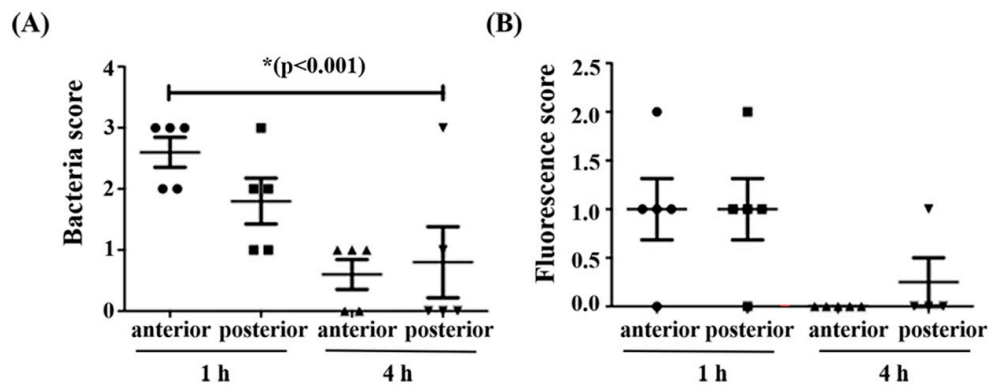 (A)
*(p<0.001)
Bacteria score
4
3
2
1
0
anterior posterior anterior posterior
1 h 4 h
(B)
Fluorescence score
2.5
2.0
1.5
1.0
0.5
0.0
anterior posterior anterior posterior
1 h 4 h